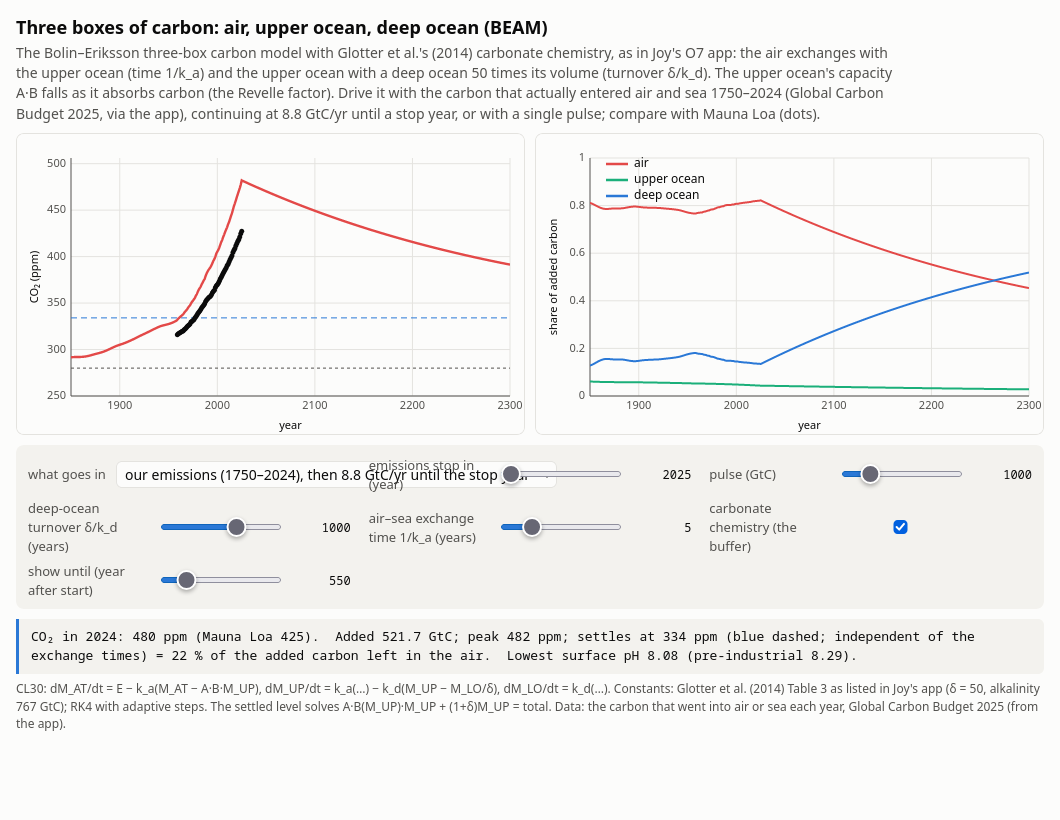 Three boxes of carbon: air, upper ocean, deep ocean (BEAM)
The Bolin–Eriksson three-box carbon model with Glotter et al.'s (2014) carbonate chemistry, as in Joy's O7 app: the air exchanges with
the upper ocean (time 1/k_a) and the upper ocean with a deep ocean 50 times its volume (turnover δ/k_d). The upper ocean's capacity
A·B falls as it absorbs carbon (the Revelle factor). Drive it with the carbon that actually entered air and sea 1750–2024 (Global Carbon
Budget 2025, via the app), continuing at 8.8 GtC/yr until a stop year, or with a single pulse; compare with Mauna Loa (dots).
500
450
400
350
300
250
CO₂ (ppm)
1900
2000
2100
2200
2300
year
1
0.8
0.6
0.4
0.2
0
share of added carbon
air
upper ocean
deep ocean
1900
2000
2100
2200
2300
year
what goes in
our emissions (1750–2024), then 8.8 GtC/yr until the stop year
emissions stop in
(year)
2025
pulse (GtC)
1000
deep-ocean
turnover δ/k_d
(years)
1000
air–sea exchange
time 1/k_a (years)
5
carbonate
chemistry (the
buffer)
show until (year
after start)
550
CO₂ in 2024: 480 ppm (Mauna Loa 425).  Added 521.7 GtC; peak 482 ppm; settles at 334 ppm (blue dashed; independent of the
exchange times) = 22 % of the added carbon left in the air.  Lowest surface pH 8.08 (pre-industrial 8.29).
CL30: dM_AT/dt = E − k_a(M_AT − A·B·M_UP), dM_UP/dt = k_a(...) − k_d(M_UP − M_LO/δ), dM_LO/dt = k_d(...). Constants: Glotter et al. (2014) Table 3 as listed in Joy's app (δ = 50, alkalinity
767 GtC); RK4 with adaptive steps. The settled level solves A·B(M_UP)·M_UP + (1+δ)M_UP = total. Data: the carbon that went into air or sea each year, Global Carbon Budget 2025 (from
the app).